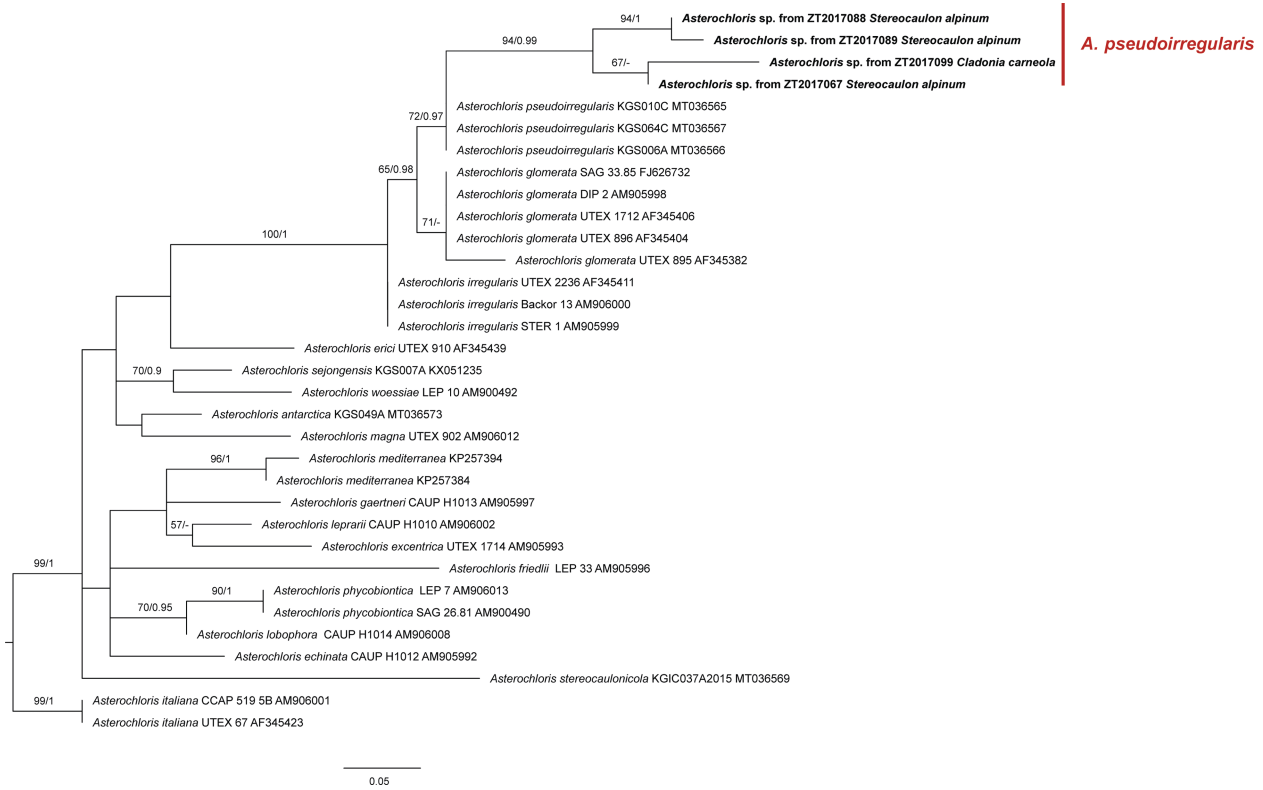 94/1
Asterochloris sp. from ZT2017088 Stereocaulon alpinum
94/0.99
Asterochloris sp. from ZT2017089 Stereocaulon alpinum
A. pseudoirregularis
67/-
Asterochloris sp. from ZT2017099 Cladonia carneola
Asterochloris sp. from ZT2017067 Stereocaulon alpinum
Asterochloris pseudoirregularis KGS010C MT036565
72/0.97
Asterochloris pseudoirregularis KGS064C MT036567
Asterochloris pseudoirregularis KGS006A MT036566
65/0.98
Asterochloris glomerata SAG 33.85 FJ626732
Asterochloris glomerata DIP 2 AM905998
Asterochloris glomerata UTEX 1712 AF345406
71/-
Asterochloris glomerata UTEX 896 AF345404
100/1
Asterochloris glomerata UTEX 895 AF345382
Asterochloris irregularis UTEX 2236 AF345411
Asterochloris irregularis Backor 13 AM906000
Asterochloris irregularis STER 1 AM905999
Asterochloris erici UTEX 910 AF345439
70/0.9
Asterochloris sejongensis KGS007A KX051235
Asterochloris woessiae LEP 10 AM900492
Asterochloris antarctica KGS049A MT036573
Asterochloris magna UTEX 902 AM906012
96/1
Asterochloris mediterranea KP257394
Asterochloris mediterranea KP257384
Asterochloris gaertneri CAUP H1013 AM905997
57/-
Asterochloris leprarii CAUP H1010 AM906002
Asterochloris excentrica UTEX 1714 AM905993
99/1
Asterochloris friedlii LEP 33 AM905996
90/1
Asterochloris phycobiontica LEP 7 AM906013
70/0.95
Asterochloris phycobiontica SAG 26.81 AM900490
Asterochloris lobophora CAUP H1014 AM906008
Asterochloris echinata CAUP H1012 AM905992
Asterochloris stereocaulonicola KGIC037A2015 MT036569
99/1
Asterochloris italiana CCAP 519 5B AM906001
Asterochloris italiana UTEX 67 AF345423
0.05